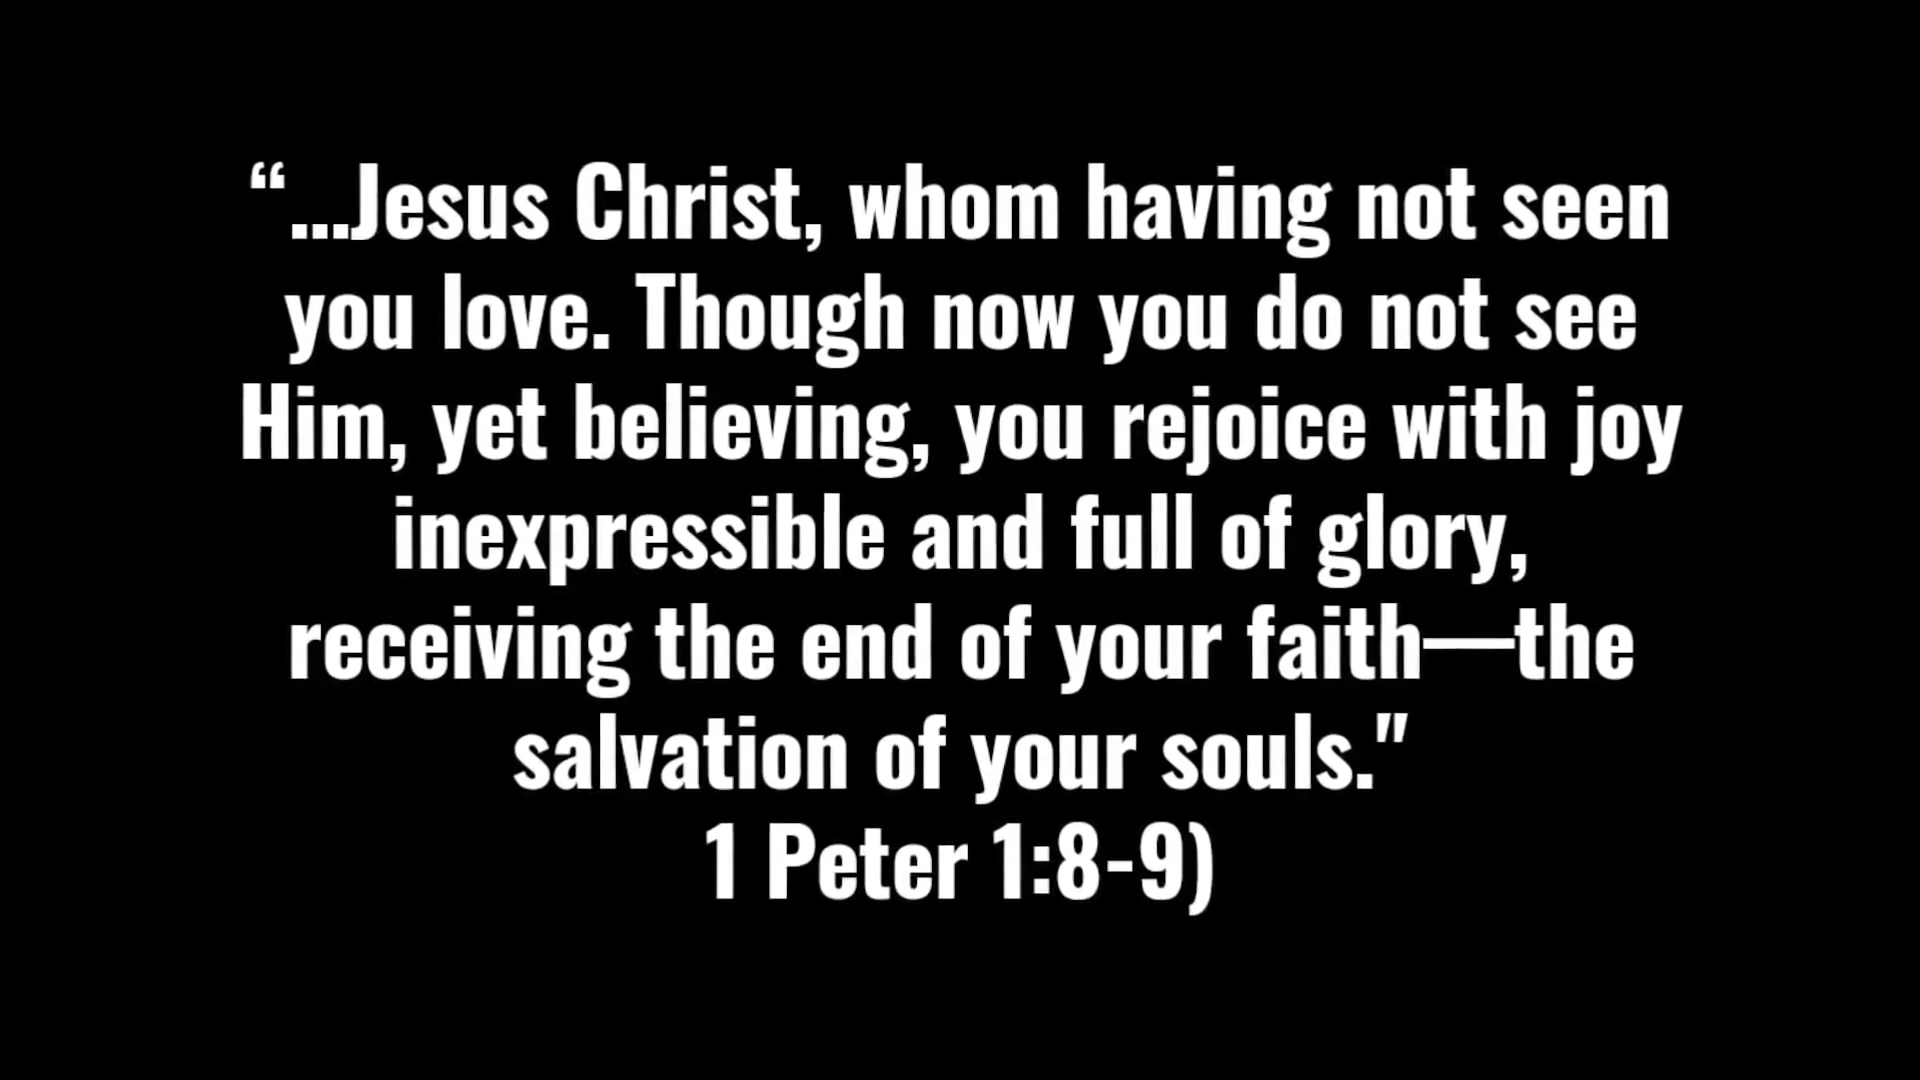 “...Jesus Christ, whom having not seen
you love. Though now you do not see
Him, yet believing, you rejoice with joy
inexpressible and full of glory,
receiving the end of your faith—the
salvation of your souls."
1 Peter 1:8-9)